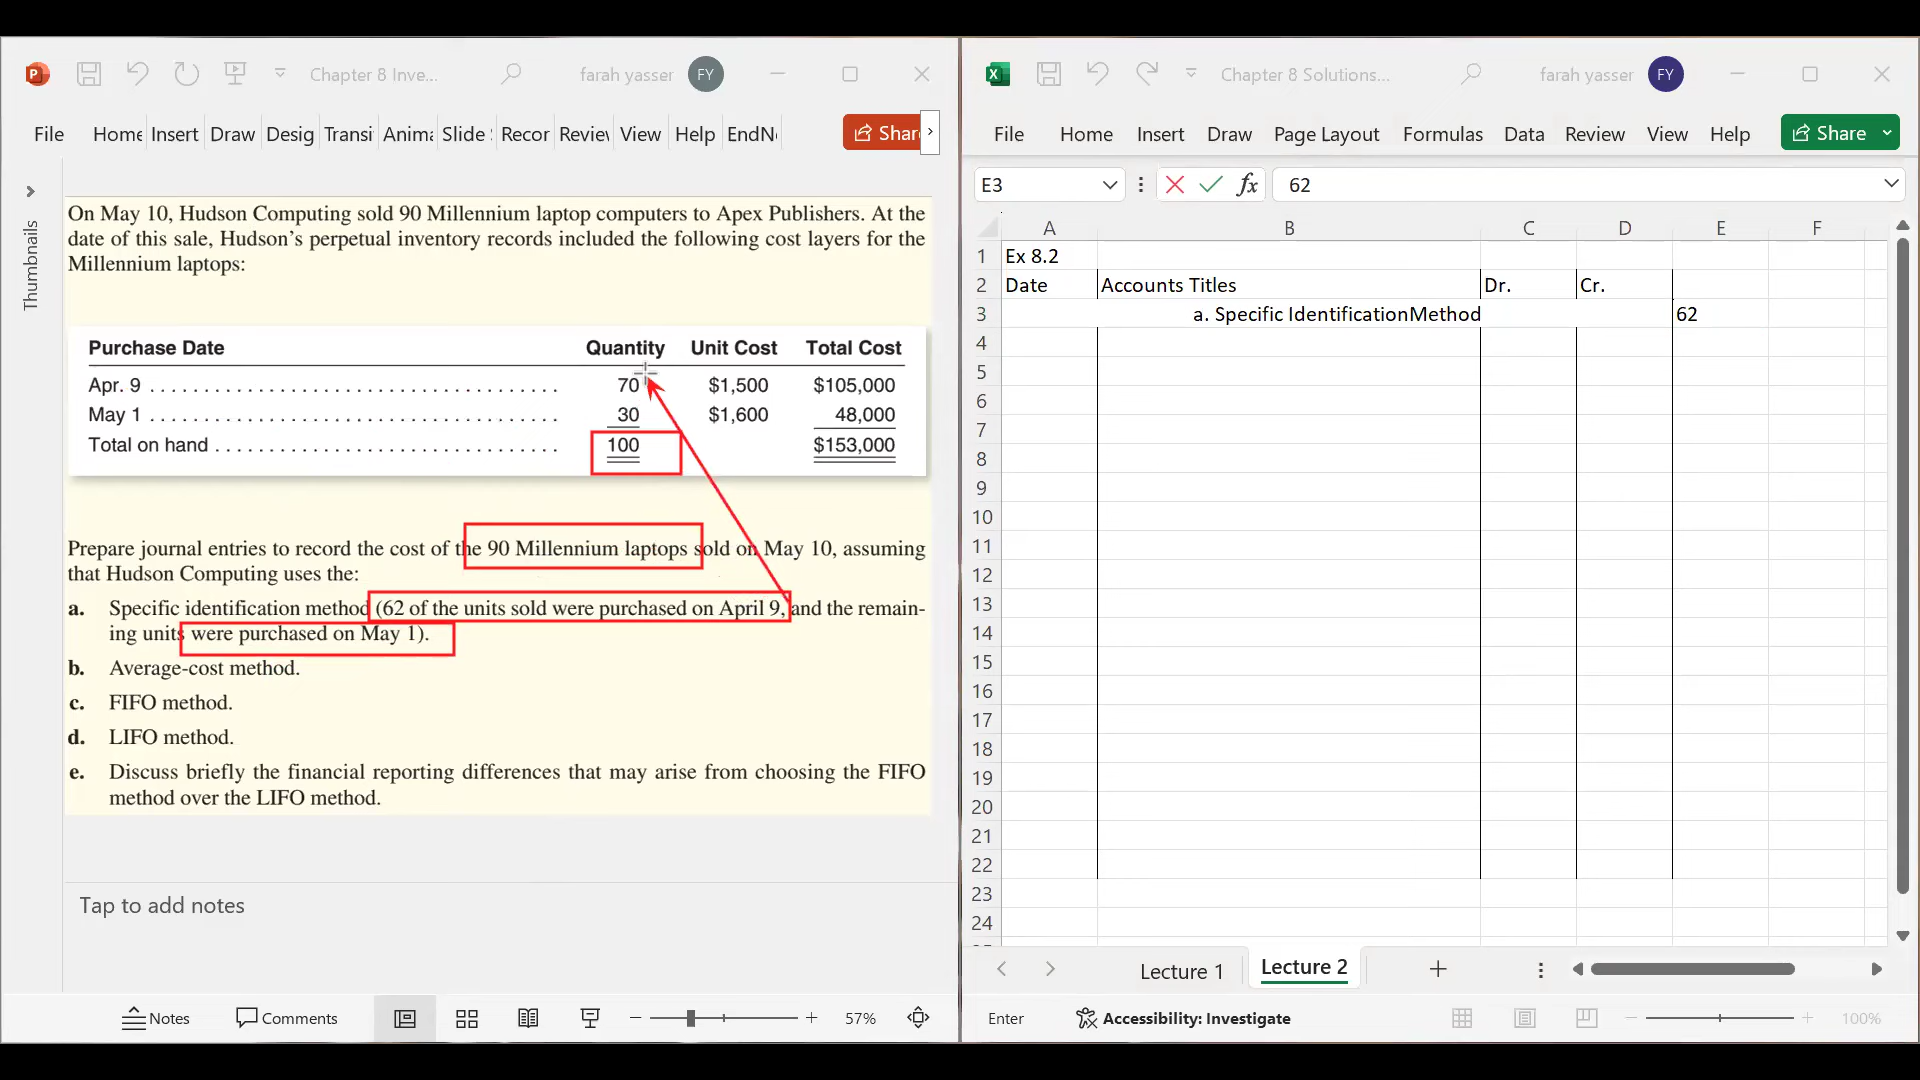 Chapter 8 Inve...
farah yasser
FY
File Home Insert Draw Desig Transi Anima Slide Recor Review View Help EndN
Share
Thumbnails
On May 10, Hudson Computing sold 90 Millennium laptop computers to Apex Publishers. At the
date of this sale, Hudson's perpetual inventory records included the following cost layers for the
Millennium laptops:
Purchase Date Quantity Unit Cost Total Cost
Apr. 9 . . . . . . . . . . . . . . . . . . . . . . . . . . . . . . . . . . . . . 70 $1,500 $105,000
May 1 . . . . . . . . . . . . . . . . . . . . . . . . . . . . . . . . . . . . . 30 $1,600 48,000
Total on hand . . . . . . . . . . . . . . . . . . . . . . . . . . . . . . . 100 $153,000
Prepare journal entries to record the cost of the 90 Millennium laptops sold on May 10, assuming
that Hudson Computing uses the:
a. Specific identification method (62 of the units sold were purchased on April 9, and the remain-
ing units were purchased on May 1).
b. Average-cost method.
c. FIFO method.
d. LIFO method.
e. Discuss briefly the financial reporting differences that may arise from choosing the FIFO
method over the LIFO method.
Tap to add notes
Notes Comments 57%
Chapter 8 Solutions...
farah yasser
FY
File Home Insert Draw Page Layout Formulas Data Review View Help
Share
E3 fx 62
A B C D E F
1 Ex 8.2
2 Date Accounts Titles Dr. Cr.
3 a. Specific IdentificationMethod 62
4
5
6
7
8
9
10
11
12
13
14
15
16
17
18
19
20
21
22
23
24
Lecture 1 Lecture 2
Enter Accessibility: Investigate 100%